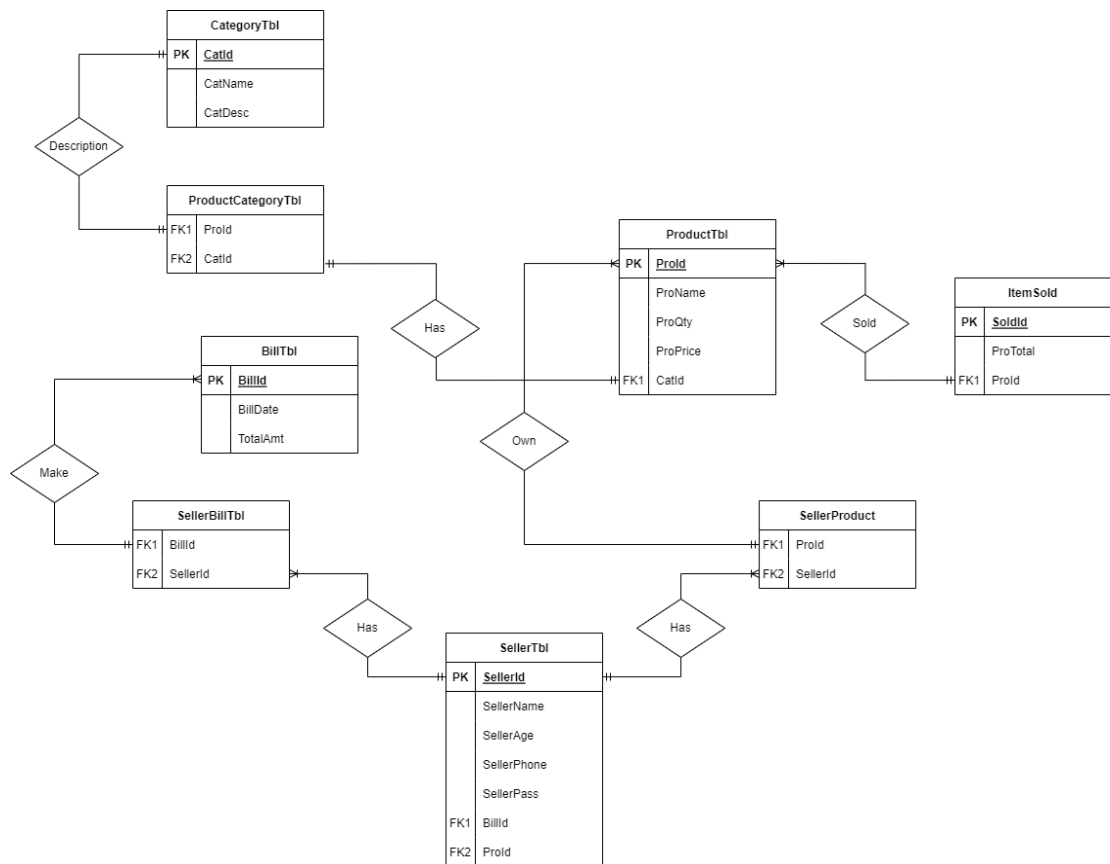 CategoryTbl
PK CatId
CatName
CatDesc
Description
ProductCategoryTbl
FK1 ProId
FK2 CatId
Has
ProductTbl
PK ProId
ProName
ProQty
ProPrice
FK1 CatId
Sold
ItemSold
PK SoldId
ProTotal
FK1 ProId
BillTbl
PK BillId
BillDate
TotalAmt
Own
Make
SellerBillTbl
FK1 BillId
FK2 SellerId
SellerProduct
FK1 ProId
FK2 SellerId
Has
Has
SellerTbl
PK SellerId
SellerName
SellerAge
SellerPhone
SellerPass
FK1 BillId
FK2 ProId